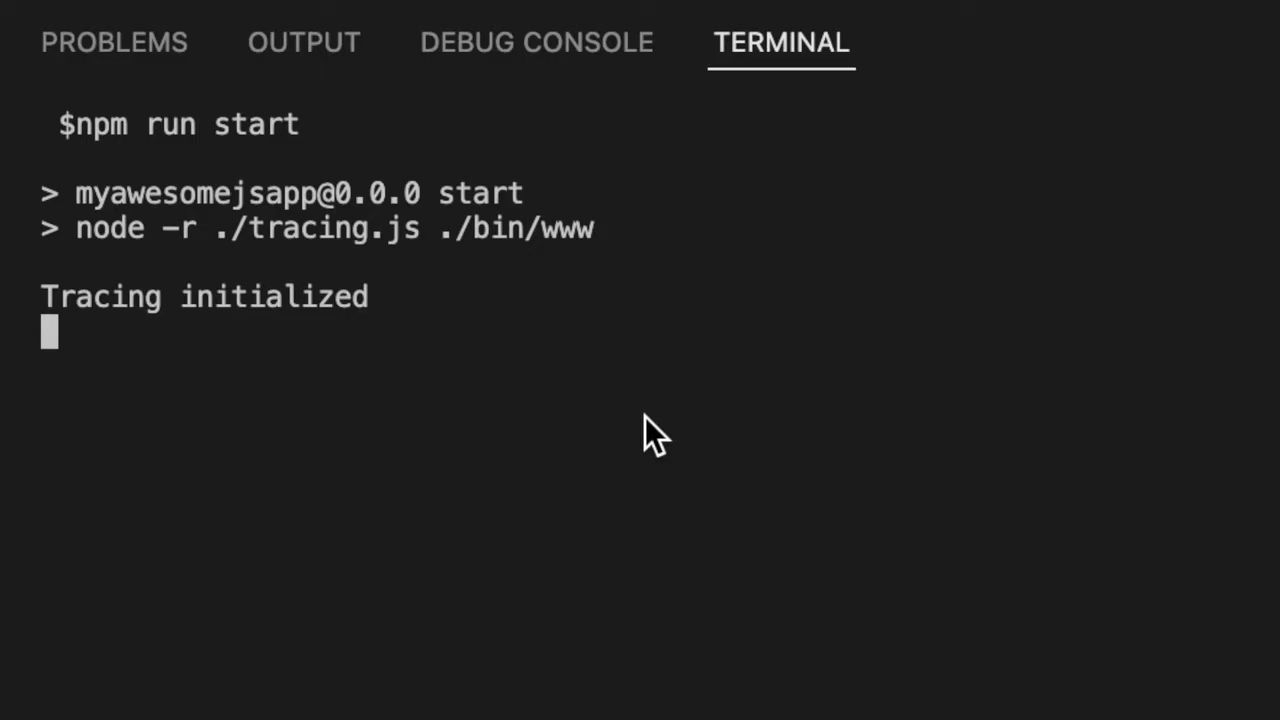 PROBLEMS OUTPUT DEBUG CONSOLE TERMINAL
$npm run start
> myawesomejsapp@0.0.0 start
> node -r ./tracing.js ./bin/www
Tracing initialized